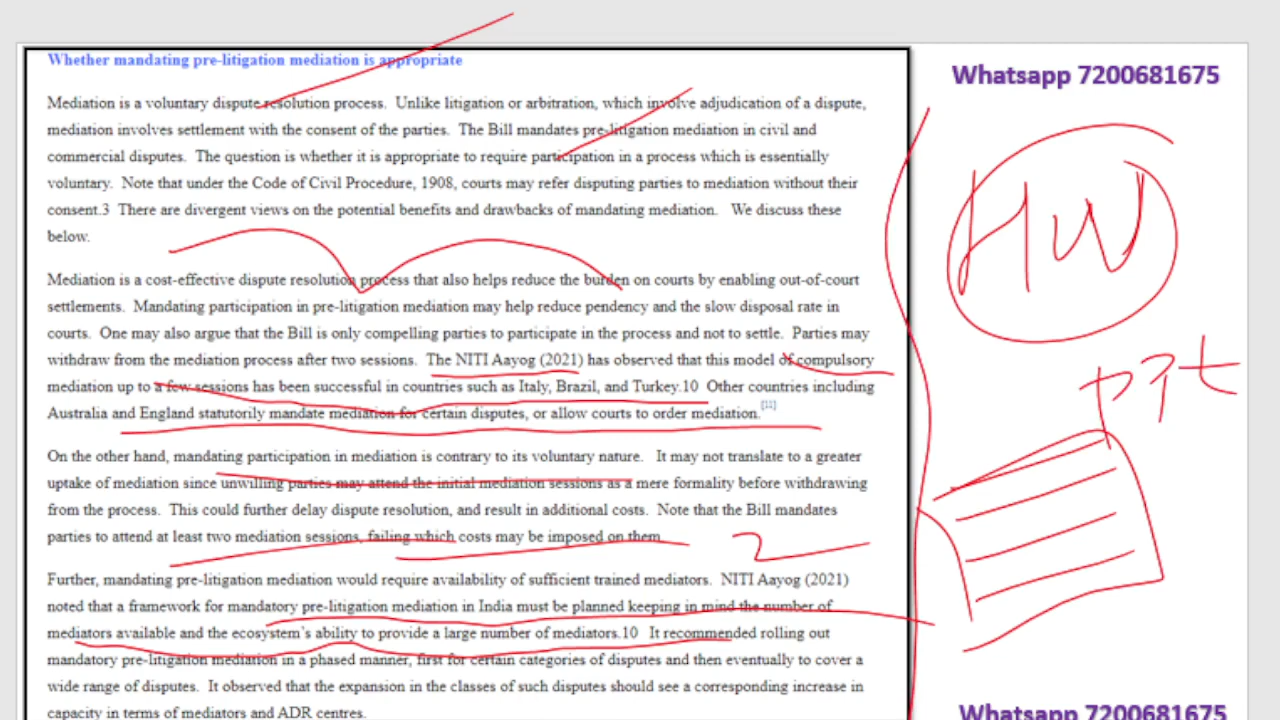 Whether mandating pre-litigation mediation is appropriate
Whatsapp 7200681675
Mediation is a voluntary dispute resolution process. Unlike litigation or arbitration, which involve adjudication of a dispute,
mediation involves settlement with the consent of the parties. The Bill mandates pre-litigation mediation in civil and
commercial disputes. The question is whether it is appropriate to require participation in a process which is essentially
voluntary. Note that under the Code of Civil Procedure, 1908, courts may refer disputing parties to mediation without their
consent.3 There are divergent views on the potential benefits and drawbacks of mandating mediation. We discuss these
below.
HW
Mediation is a cost-effective dispute resolution process that also helps reduce the burden on courts by enabling out-of-court
settlements. Mandating participation in pre-litigation mediation may help reduce pendency and the slow disposal rate in
courts. One may also argue that the Bill is only compelling parties to participate in the process and not to settle. Parties may
withdraw from the mediation process after two sessions. The NITI Aayog (2021) has observed that this model of compulsory
mediation up to a few sessions has been successful in countries such as Italy, Brazil, and Turkey.10 Other countries including
Australia and England statutorily mandate mediation for certain disputes, or allow courts to order mediation.[11]
On the other hand, mandating participation in mediation is contrary to its voluntary nature. It may not translate to a greater
uptake of mediation since unwilling parties may attend the initial mediation sessions as a mere formality before withdrawing
from the process. This could further delay dispute resolution, and result in additional costs. Note that the Bill mandates
parties to attend at least two mediation sessions, failing which costs may be imposed on them
2
Further, mandating pre-litigation mediation would require availability of sufficient trained mediators. NITI Aayog (2021)
noted that a framework for mandatory pre-litigation mediation in India must be planned keeping in mind the number of
mediators available and the ecosystem's ability to provide a large number of mediators.10 It recommended rolling out
mandatory pre-litigation mediation in a phased manner, first for certain categories of disputes and then eventually to cover a
wide range of disputes. It observed that the expansion in the classes of such disputes should see a corresponding increase in
capacity in terms of mediators and ADR centres.
Whatsapp 7200681675